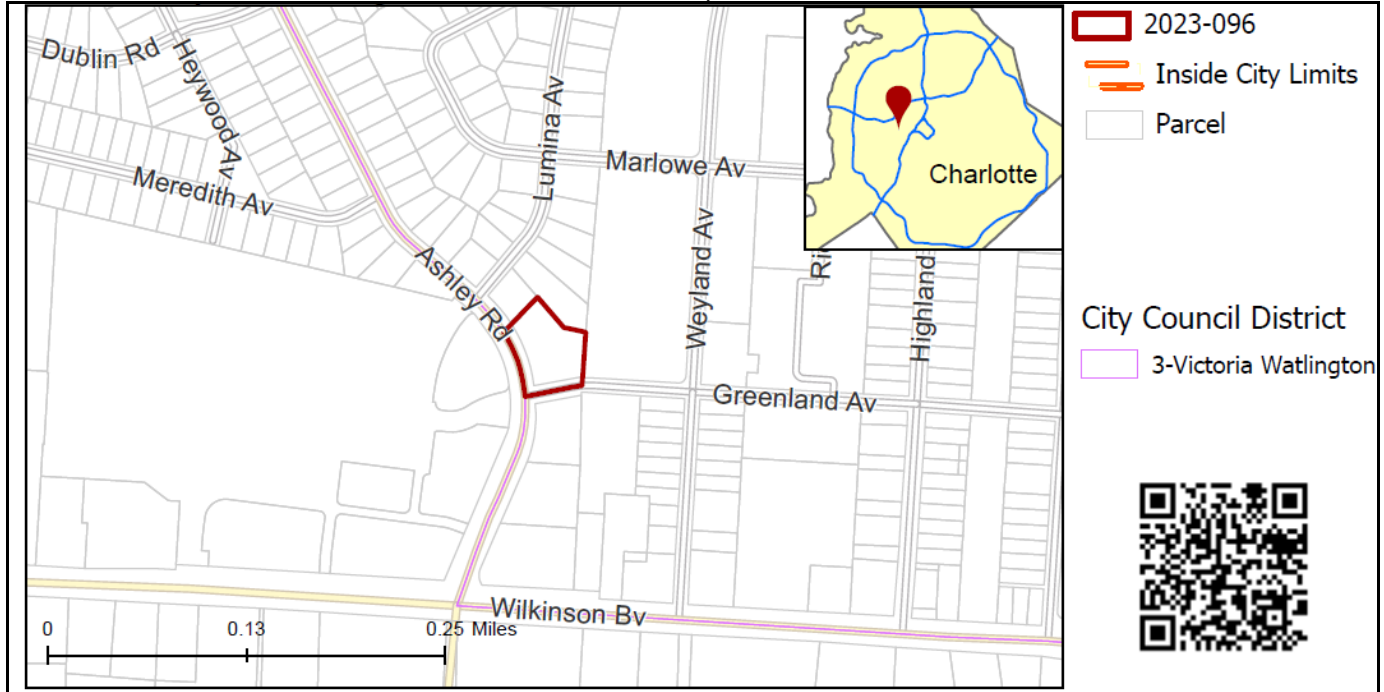 Dublin Rd
Heywood Av
Meredith Av
Lumina Av
Marlowe Av
Ashley Rd
Weyland Av
Ri
Highland
Greenland Av
Wilkinson Bv
0 0.13 0.25 Miles
Charlotte
2023-096
Inside City Limits
Parcel
City Council District
3-Victoria Watlington